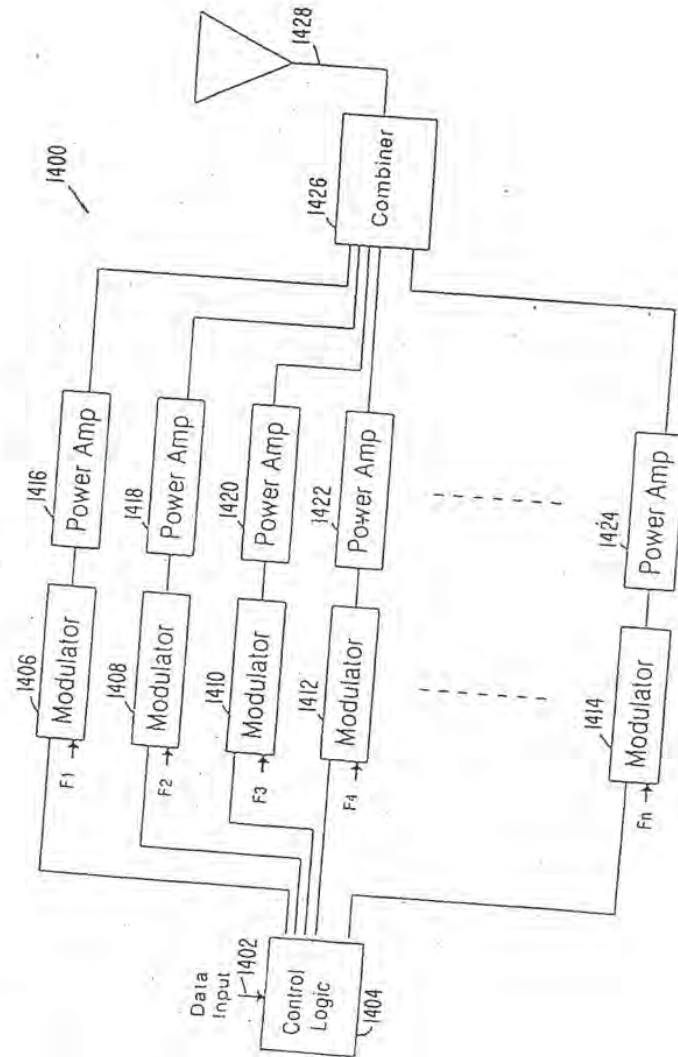 1400
1428
1426
Combiner
1416
Power Amp
1418
Power Amp
1420
Power Amp
1422
Power Amp
1424
Power Amp
1406
Modulator
F1
1408
Modulator
F2
1410
Modulator
F3
1412
Modulator
F4
1414
Modulator
Fn
Data
Input
1402
Control
Logic
1404